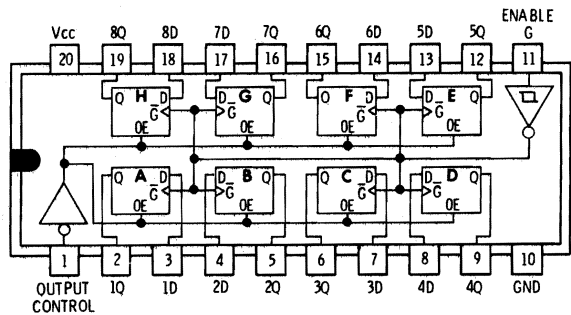 ENABLE
Vcc 8Q 8D 7D 7Q 6Q 6D 5D 5Q G
20 19 18 17 16 15 14 13 12 11
Q H D D G Q Q F D D E Q
G̅ G̅ G̅ G̅
OE OE OE OE
Q A D D B Q Q C D D D Q
G̅ G̅ G̅ G̅
OE OE OE OE
1 2 3 4 5 6 7 8 9 10
OUTPUT 1Q 1D 2D 2Q 3Q 3D 4D 4Q GND
CONTROL